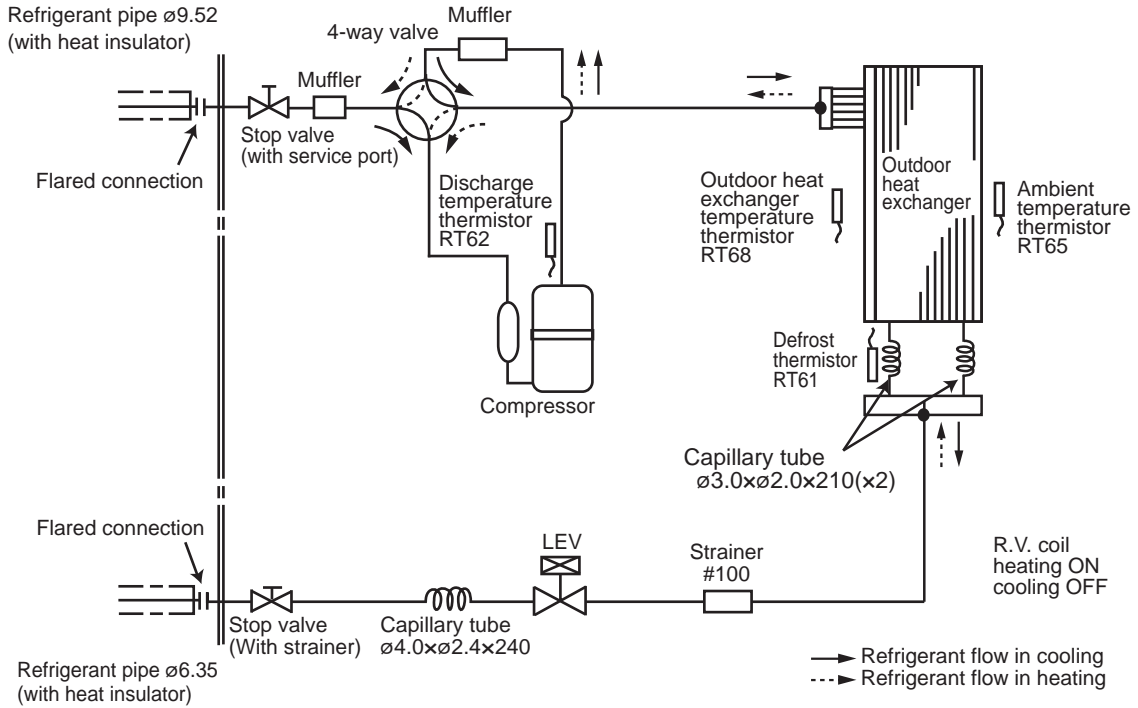 Refrigerant pipe ø9.52
(with heat insulator)
Muffler
4-way valve
Muffler
Stop valve
(with service port)
Flared connection
Discharge
temperature
thermistor
RT62
Outdoor heat
exchanger
temperature
thermistor
RT68
Outdoor
heat
exchanger
Ambient
temperature
thermistor
RT65
Defrost
thermistor
RT61
Compressor
Capillary tube
ø3.0×ø2.0×210(×2)
Flared connection
LEV
Strainer
#100
R.V. coil
heating ON
cooling OFF
Stop valve
(With strainer)
Capillary tube
ø4.0×ø2.4×240
Refrigerant pipe ø6.35
(with heat insulator)
Refrigerant flow in cooling
Refrigerant flow in heating